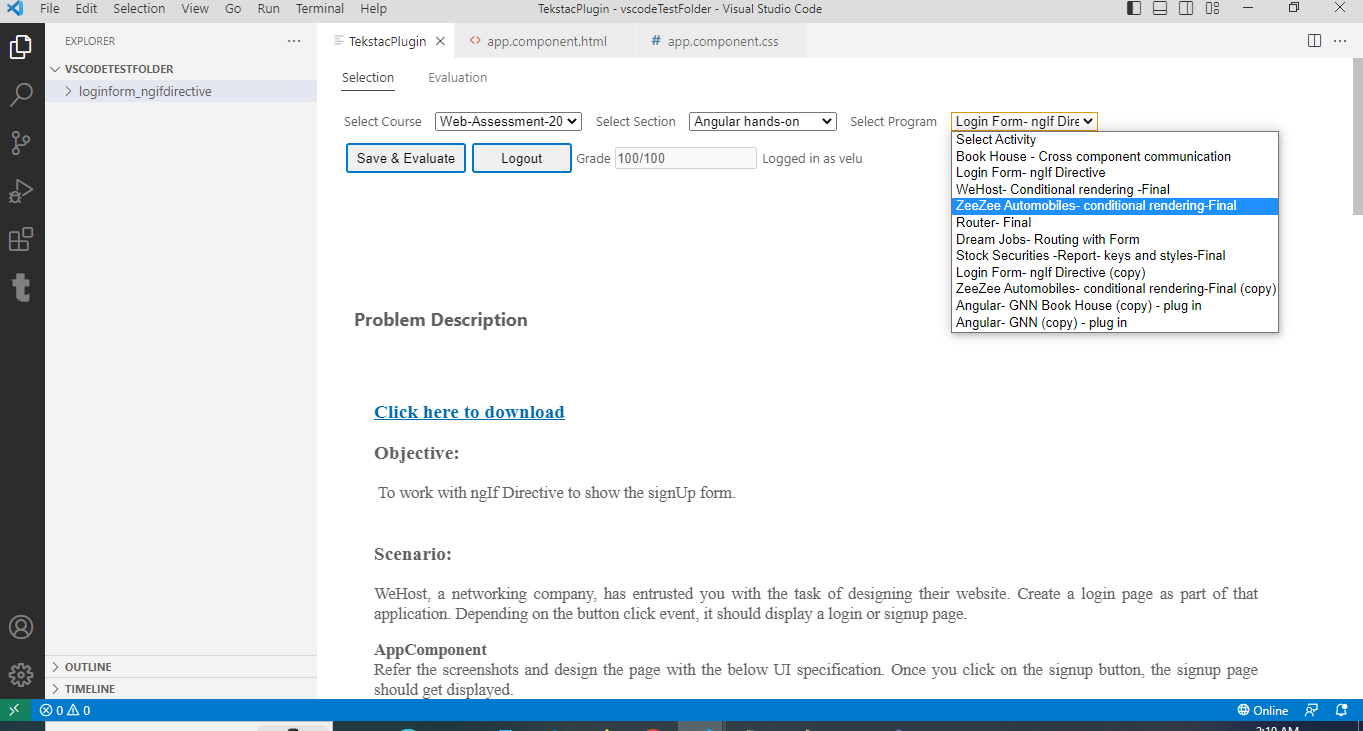 File Edit Selection View Go Run Terminal Help TekstacPlugin - vscodeTestFolder - Visual Studio Code
EXPLORER
VSCODETESTFOLDER
loginform_ngifdirective
OUTLINE
TIMELINE
TekstacPlugin app.component.html app.component.css
Selection Evaluation
Select Course Web-Assessment-20 Select Section Angular hands-on Select Program Login Form- ngIf Dire
Save & Evaluate Logout Grade 100/100 Logged in as velu
Select Activity
Book House - Cross component communication
Login Form- ngIf Directive
WeHost- Conditional rendering -Final
ZeeZee Automobiles- conditional rendering-Final
Router- Final
Dream Jobs- Routing with Form
Stock Securities -Report- keys and styles-Final
Login Form- ngIf Directive (copy)
ZeeZee Automobiles- conditional rendering-Final (copy)
Angular- GNN Book House (copy) - plug in
Angular- GNN (copy) - plug in
Problem Description
Click here to download
Objective:
To work with ngIf Directive to show the signUp form.
Scenario:
WeHost, a networking company, has entrusted you with the task of designing their website. Create a login page as part of that
application. Depending on the button click event, it should display a login or signup page.
AppComponent
Refer the screenshots and design the page with the below UI specification. Once you click on the signup button, the signup page
should get displayed.
0 0 Online